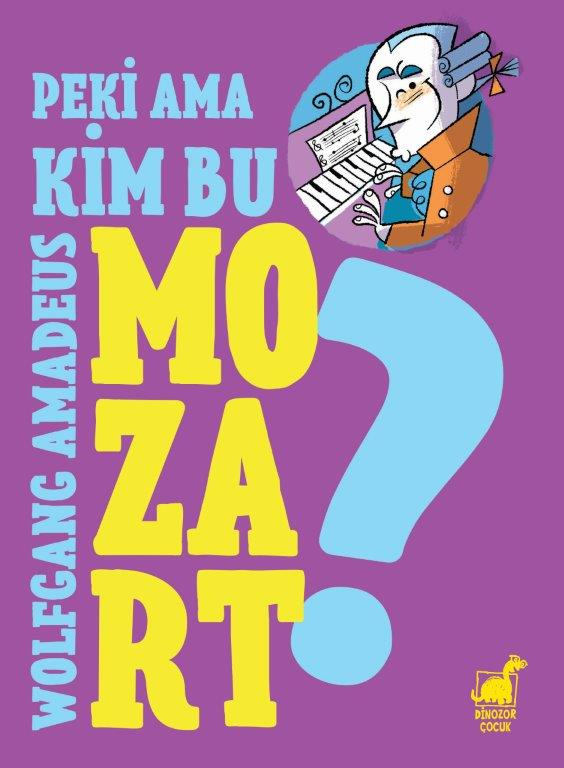 PEKİ AMA
KİM BU
WOLFGANG AMADEUS
MO
ZA
RT?
DİNOZOR
ÇOCUK